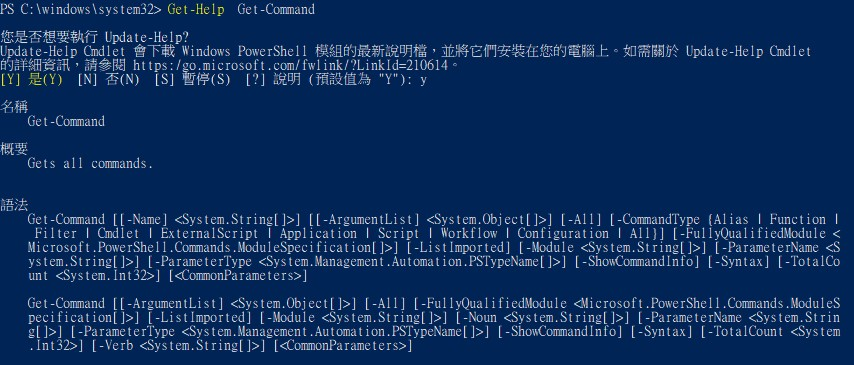 PS C:\windows\system32> Get-Help  Get-Command
您是否想要執行 Update-Help?
Update-Help Cmdlet 會下載 Windows PowerShell 模組的最新說明檔，並將它們安裝在您的電腦上。如需關於 Update-Help Cmdlet
的詳細資訊，請參閱 https:/go.microsoft.com/fwlink/?LinkId=210614。
[Y] 是(Y)  [N] 否(N)  [S] 暫停(S)  [?] 說明 (預設值為 "Y"): y
名稱
    Get-Command
概要
    Gets all commands.
語法
    Get-Command [[-Name] <System.String[]>] [[-ArgumentList] <System.Object[]>] [-All] [-CommandType {Alias | Function |
     Filter | Cmdlet | ExternalScript | Application | Script | Workflow | Configuration | All}] [-FullyQualifiedModule <
    Microsoft.PowerShell.Commands.ModuleSpecification[]>] [-ListImported] [-Module <System.String[]>] [-ParameterName <S
    ystem.String[]>] [-ParameterType <System.Management.Automation.PSTypeName[]>] [-ShowCommandInfo] [-Syntax] [-TotalCo
    unt <System.Int32>] [<CommonParameters>]
    Get-Command [[-ArgumentList] <System.Object[]>] [-All] [-FullyQualifiedModule <Microsoft.PowerShell.Commands.ModuleS
    pecification[]>] [-ListImported] [-Module <System.String[]>] [-Noun <System.String[]>] [-ParameterName <System.Strin
    g[]>] [-ParameterType <System.Management.Automation.PSTypeName[]>] [-ShowCommandInfo] [-Syntax] [-TotalCount <System
    .Int32>] [-Verb <System.String[]>] [<CommonParameters>]